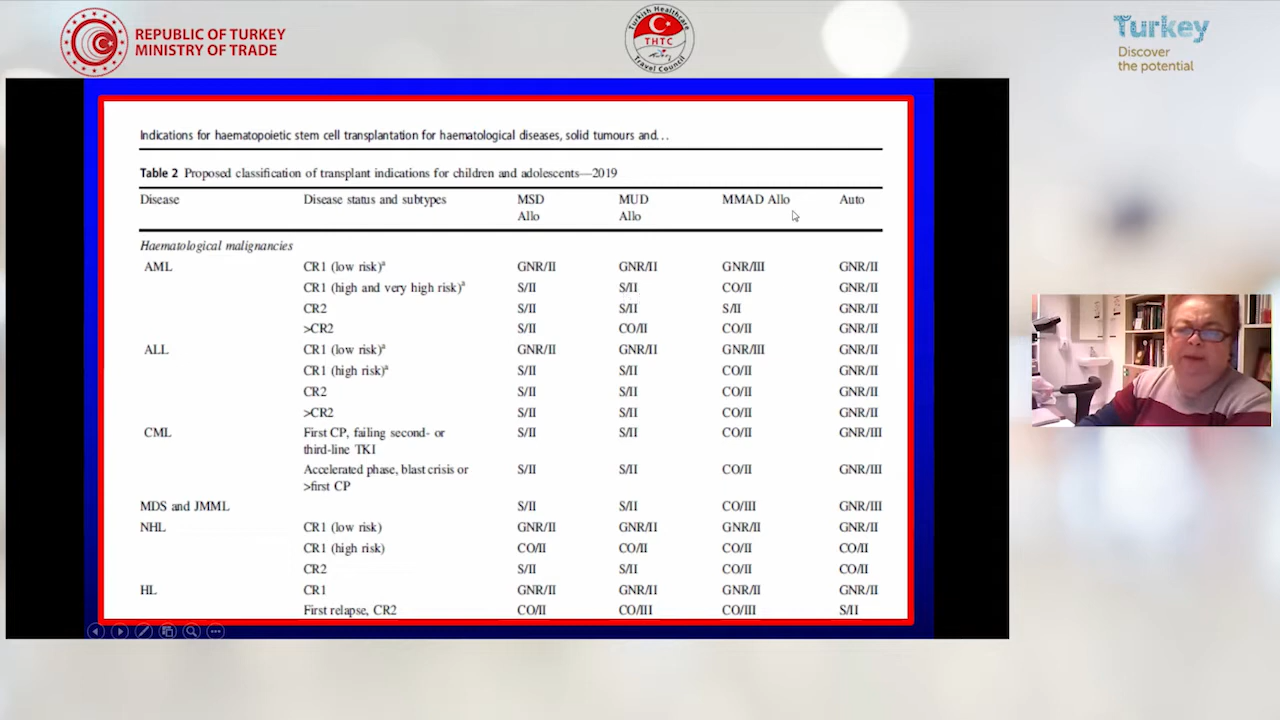 REPUBLIC OF TURKEY
MINISTRY OF TRADE
Turkish Healthcare
THTC
Travel Council
Turkey
Discover
the potential
Indications for haematopoietic stem cell transplantation for haematological diseases, solid tumours and…
Table 2 Proposed classification of transplant indications for children and adolescents—2019
Disease Disease status and subtypes MSD Allo MUD Allo MMAD Allo Auto
Haematological malignancies
AML CR1 (low risk)a GNR/II GNR/II GNR/III GNR/II
CR1 (high and very high risk)a S/II S/II CO/II GNR/II
CR2 S/II S/II S/II GNR/II
>CR2 S/II CO/II CO/II GNR/II
ALL CR1 (low risk)a GNR/II GNR/II GNR/III GNR/II
CR1 (high risk)a S/II S/II CO/II GNR/II
CR2 S/II S/II CO/II GNR/II
>CR2 S/II S/II CO/II GNR/II
CML First CP, failing second- or third-line TKI S/II S/II CO/II GNR/III
Accelerated phase, blast crisis or >first CP S/II S/II CO/II GNR/III
MDS and JMML S/II S/II CO/III GNR/III
NHL CR1 (low risk) GNR/II GNR/II GNR/II GNR/II
CR1 (high risk) CO/II CO/II CO/II CO/II
CR2 S/II S/II CO/II CO/II
HL CR1 GNR/II GNR/II GNR/II GNR/II
First relapse, CR2 CO/II CO/III CO/III S/II